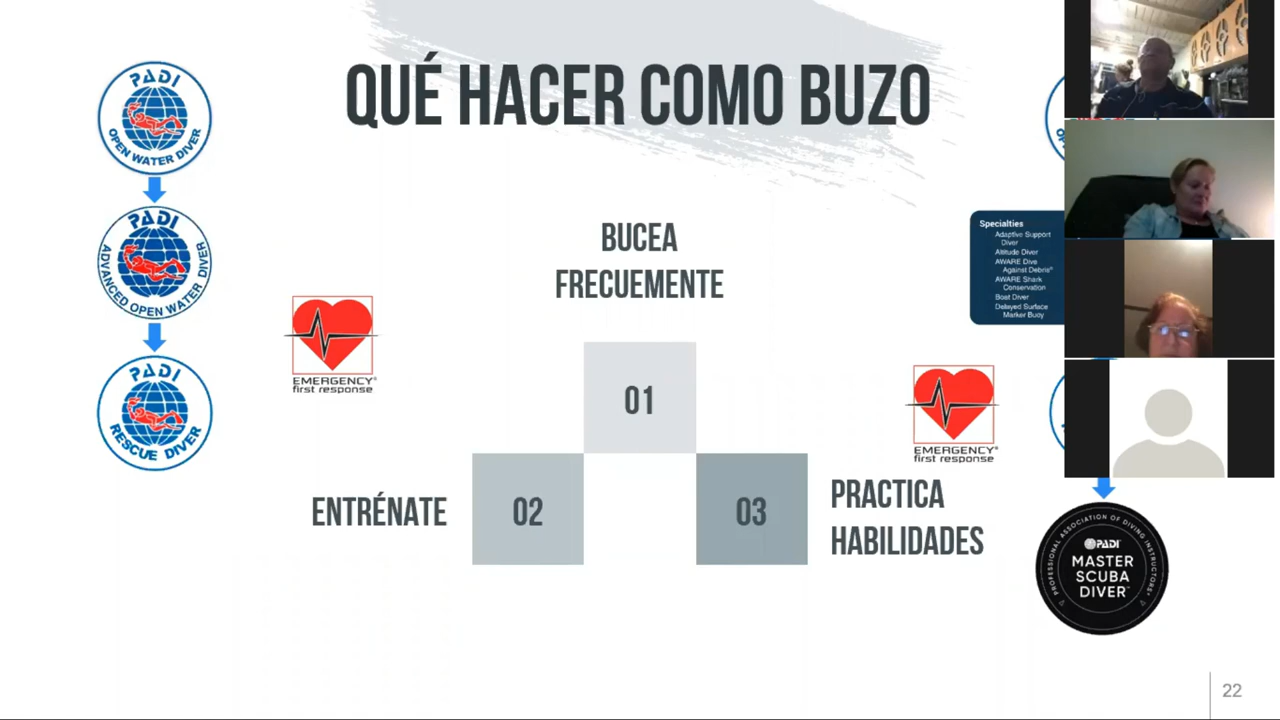 QUÉ HACER COMO BUZO
PADI
OPEN WATER DIVER
PADI
ADVANCED OPEN WATER DIVER
PADI
RESCUE DIVER
EMERGENCY®
first response
BUCEA
FRECUEMENTE
01
ENTRÉNATE
02
03
PRACTICA
HABILIDADES
EMERGENCY®
first response
Specialties
Adaptive Support
Diver
Altitude Diver
AWARE Dive
Against Debris®
AWARE Shark
Conservation
Boat Diver
Delayed Surface
Marker Buoy
PROFESSIONAL ASSOCIATION OF DIVING INSTRUCTORS®
PADI
MASTER
SCUBA
DIVER™
22